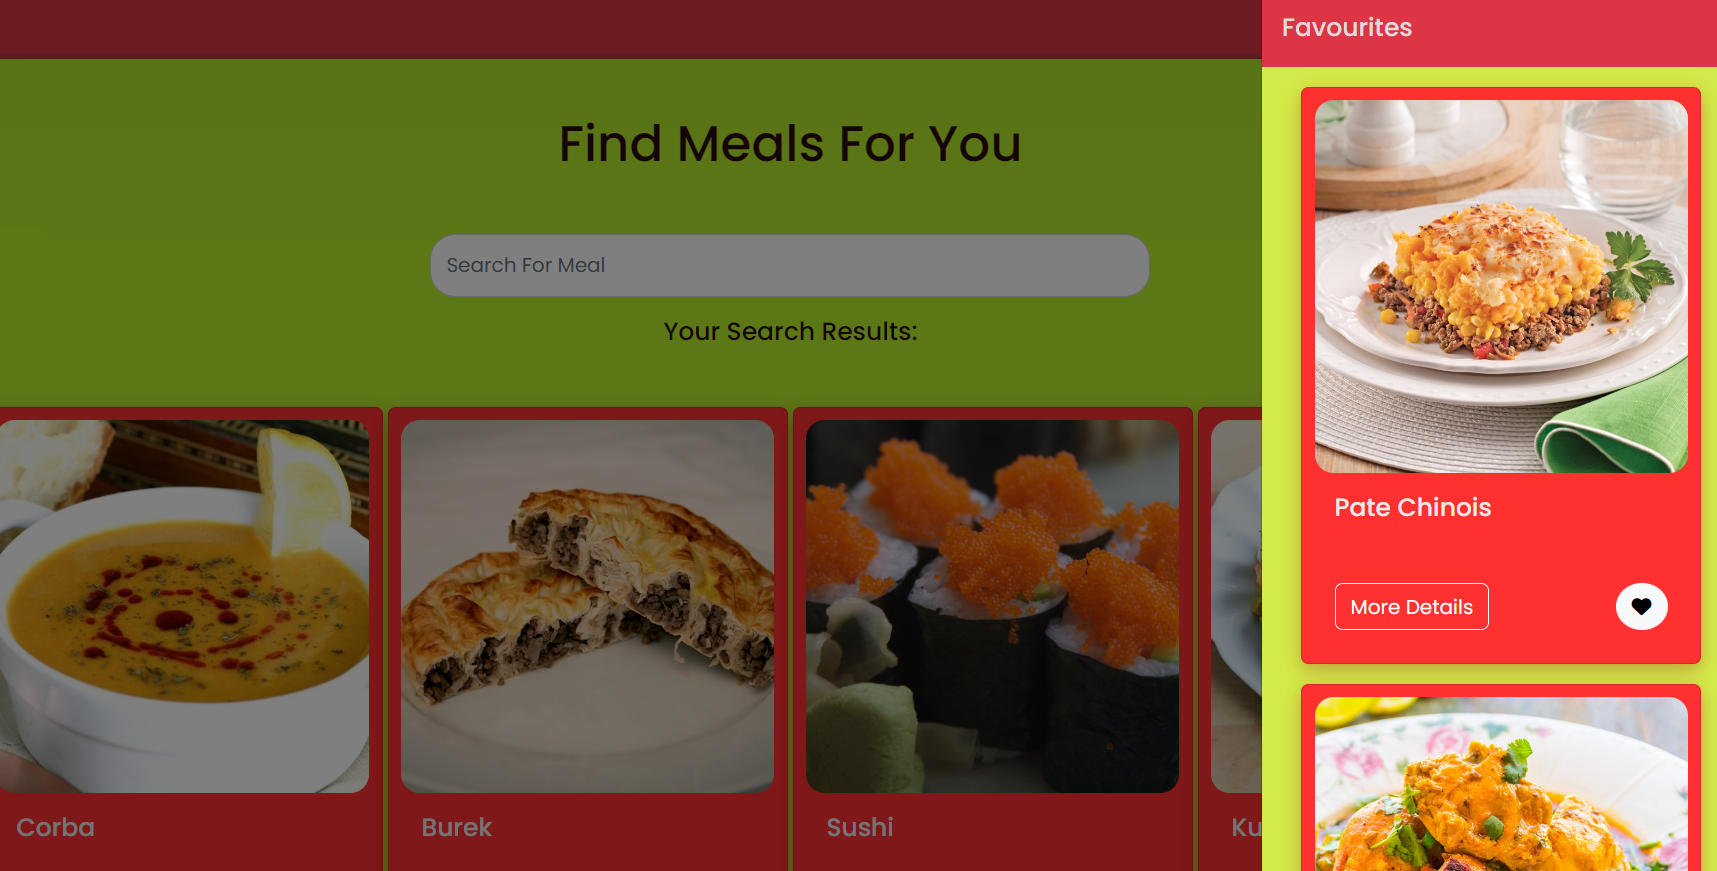 Favourites
Find Meals For You
Search For Meal
Your Search Results:
Pate Chinois
More Details
Corba
Burek
Sushi
Ku